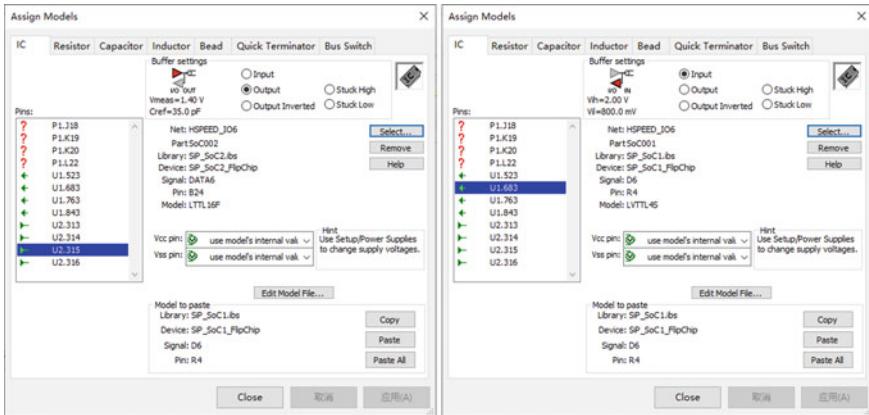 Assign Models
IC Resistor Capacitor Inductor Bead Quick Terminator Bus Switch
Buffer settings
I/O OUT
Vmeas=1.40 V
Cref=35.0 pF
Input
Output
Output Inverted
Stuck High
Stuck Low
Pins:
? P1.J18
? P1.K19
? P1.K20
? P1.L22
U1.523
U1.683
U1.763
U1.843
U2.313
U2.314
U2.315
U2.316
Net: HSPEED_IO6
Part SoC002
Library: SiP_SoC2.ibs
Device: SiP_SoC2_FlipChip
Signal: DATA6
Pin: B24
Model: LTTL16F
Select...
Remove
Help
Vcc pin: use model's internal valu
Vss pin: use model's internal valu
Hint
Use Setup/Power Supplies
to change supply voltages.
Edit Model File...
Model to paste
Library: SiP_SoC1.ibs
Device: SiP_SoC1_FlipChip
Signal: D6
Pin: R4
Copy
Paste
Paste All
Close 取消 应用(A)
Assign Models
IC Resistor Capacitor Inductor Bead Quick Terminator Bus Switch
Buffer settings
I/O IN
Vih=2.00 V
Vil=800.0 mV
Input
Output
Output Inverted
Stuck High
Stuck Low
Pins:
? P1.J18
? P1.K19
? P1.K20
? P1.L22
U1.523
U1.683
U1.763
U1.843
U2.313
U2.314
U2.315
U2.316
Net: HSPEED_IO6
Part SoC001
Library: SiP_SoC1.ibs
Device: SiP_SoC1_FlipChip
Signal: D6
Pin: R4
Model: LVTTL4S
Select...
Remove
Help
Vcc pin: use model's internal valu
Vss pin: use model's internal valu
Hint
Use Setup/Power Supplies
to change supply voltages.
Edit Model File...
Model to paste
Library: SiP_SoC1.ibs
Device: SiP_SoC1_FlipChip
Signal: D6
Pin: R4
Copy
Paste
Paste All
Close 取消 应用(A)